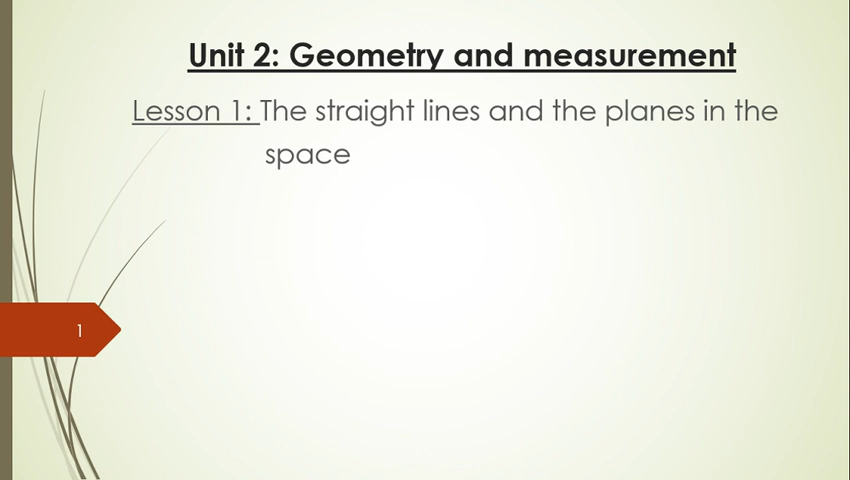 Unit 2: Geometry and measurement
Lesson 1: The straight lines and the planes in the
space
1